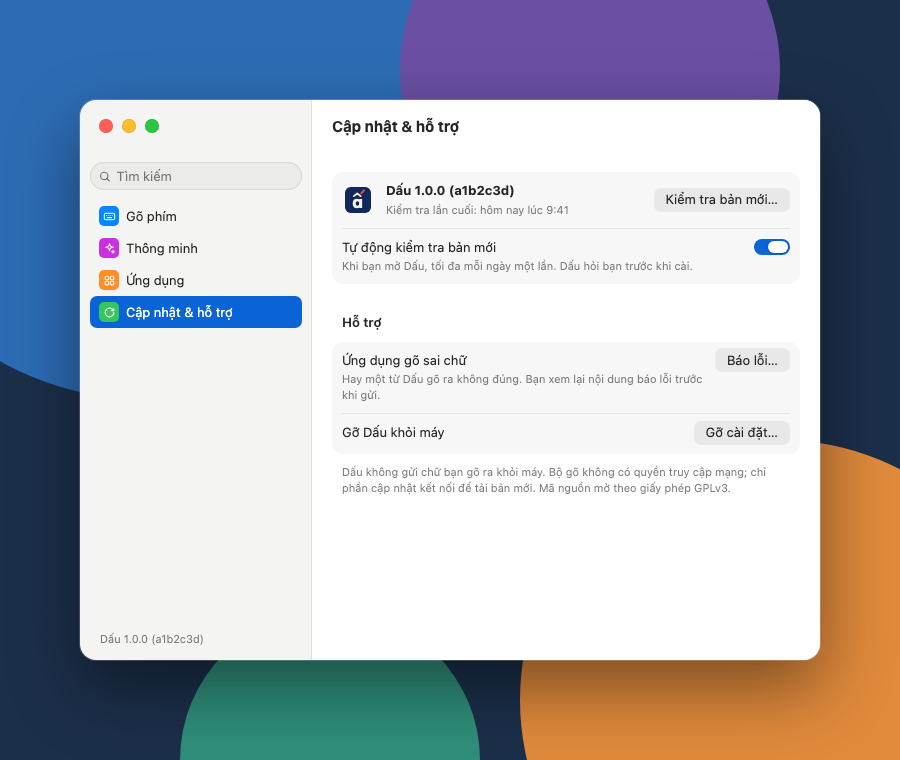 Cập nhật & hỗ trợ
Tìm kiếm
Gõ phím
Thông minh
Ứng dụng
Cập nhật & hỗ trợ
Dấu 1.0.0 (a1b2c3d)
Kiểm tra lần cuối: hôm nay lúc 9:41
Kiểm tra bản mới...
Tự động kiểm tra bản mới
Khi bạn mở Dấu, tối đa mỗi ngày một lần. Dấu hỏi bạn trước khi cài.
Hỗ trợ
Ứng dụng gõ sai chữ
Báo lỗi...
Hay một từ Dấu gõ ra không đúng. Bạn xem lại nội dung báo lỗi trước
khi gửi.
Gỡ Dấu khỏi máy
Gỡ cài đặt...
Dấu không gửi chữ bạn gõ ra khỏi máy. Bộ gõ không có quyền truy cập mạng; chỉ
phần cập nhật kết nối để tải bản mới. Mã nguồn mở theo giấy phép GPLv3.
Dấu 1.0.0 (a1b2c3d)